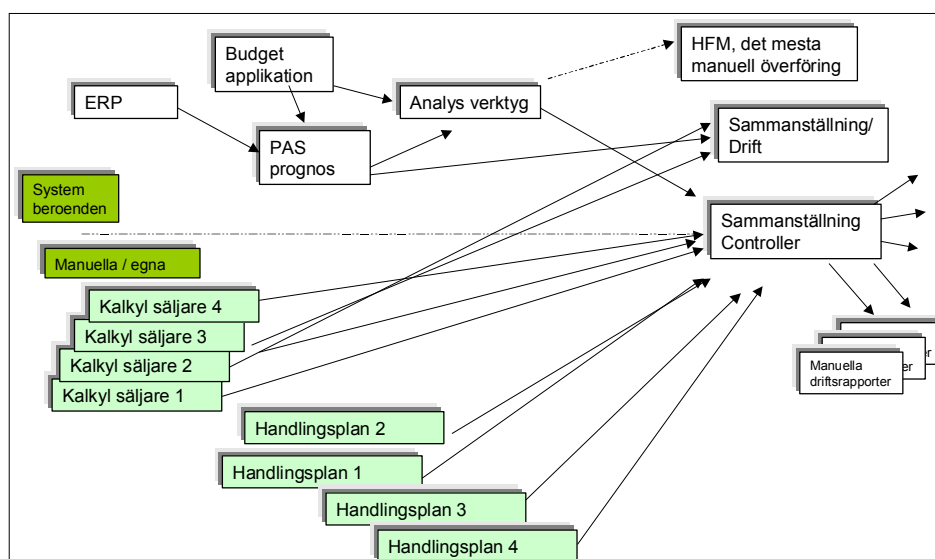 Budget
applikation
HFM, det mesta
manuell överföring
ERP
Analys verktyg
PAS
prognos
Sammanställning/
Drift
System
beroenden
Sammanställning
Controller
Manuella / egna
Kalkyl säljare 4
Kalkyl säljare 3
Kalkyl säljare 2
Kalkyl säljare 1
er
er
Manuella
driftsrapporter
Handlingsplan 2
Handlingsplan 1
Handlingsplan 3
Handlingsplan 4